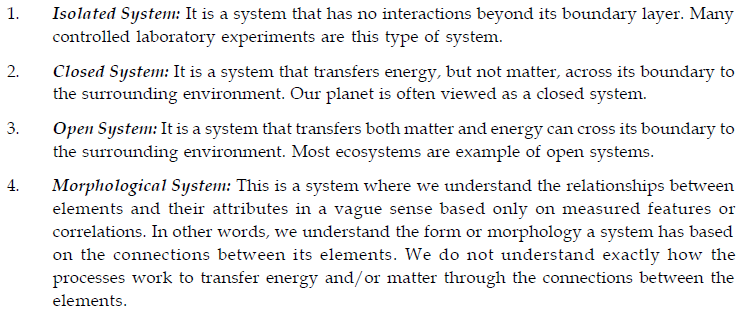 1. Isolated System: It is a system that has no interactions beyond its boundary layer. Many
controlled laboratory experiments are this type of system.
2. Closed System: It is a system that transfers energy, but not matter, across its boundary to
the surrounding environment. Our planet is often viewed as a closed system.
3. Open System: It is a system that transfers both matter and energy can cross its boundary to
the surrounding environment. Most ecosystems are example of open systems.
4. Morphological System: This is a system where we understand the relationships between
elements and their attributes in a vague sense based only on measured features or
correlations. In other words, we understand the form or morphology a system has based
on the connections between its elements. We do not understand exactly how the
processes work to transfer energy and/or matter through the connections between the
elements.